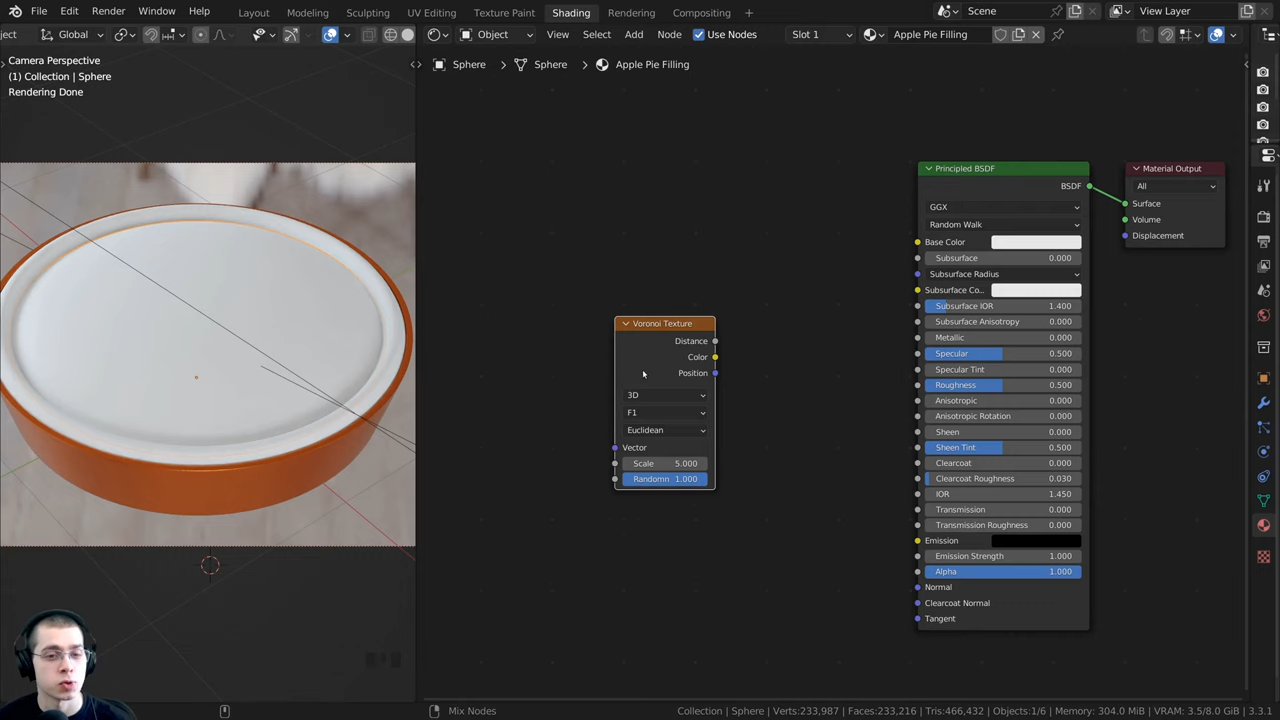 File Edit Render Window Help Layout Modeling Sculpting UV Editing Texture Paint Shading Rendering Compositing Scene View Layer
ject Global Object View Select Add Node Use Nodes Slot 1 Apple Pie Filling
Camera Perspective
(1) Collection | Sphere
Rendering Done
Sphere Sphere Apple Pie Filling
Voronoi Texture
Distance
Color
Position
3D
F1
Euclidean
Vector
Scale 5.000
Randomn 1.000
Principled BSDF
BSDF
GGX
Random Walk
Base Color
Subsurface 0.000
Subsurface Radius
Subsurface Co...
Subsurface IOR 1.400
Subsurface Anisotropy 0.000
Metallic 0.000
Specular 0.500
Specular Tint 0.000
Roughness 0.500
Anisotropic 0.000
Anisotropic Rotation 0.000
Sheen 0.000
Sheen Tint 0.500
Clearcoat 0.000
Clearcoat Roughness 0.030
IOR 1.450
Transmission 0.000
Transmission Roughness 0.000
Emission
Emission Strength 1.000
Alpha 1.000
Normal
Clearcoat Normal
Tangent
Material Output
All
Surface
Volume
Displacement
Mix Nodes
Collection | Sphere | Verts:233,987 | Faces:233,216 | Tris:466,432 | Objects:1/6 | Memory: 304.0 MiB | VRAM: 3.5/8.0 GiB | 3.3.1